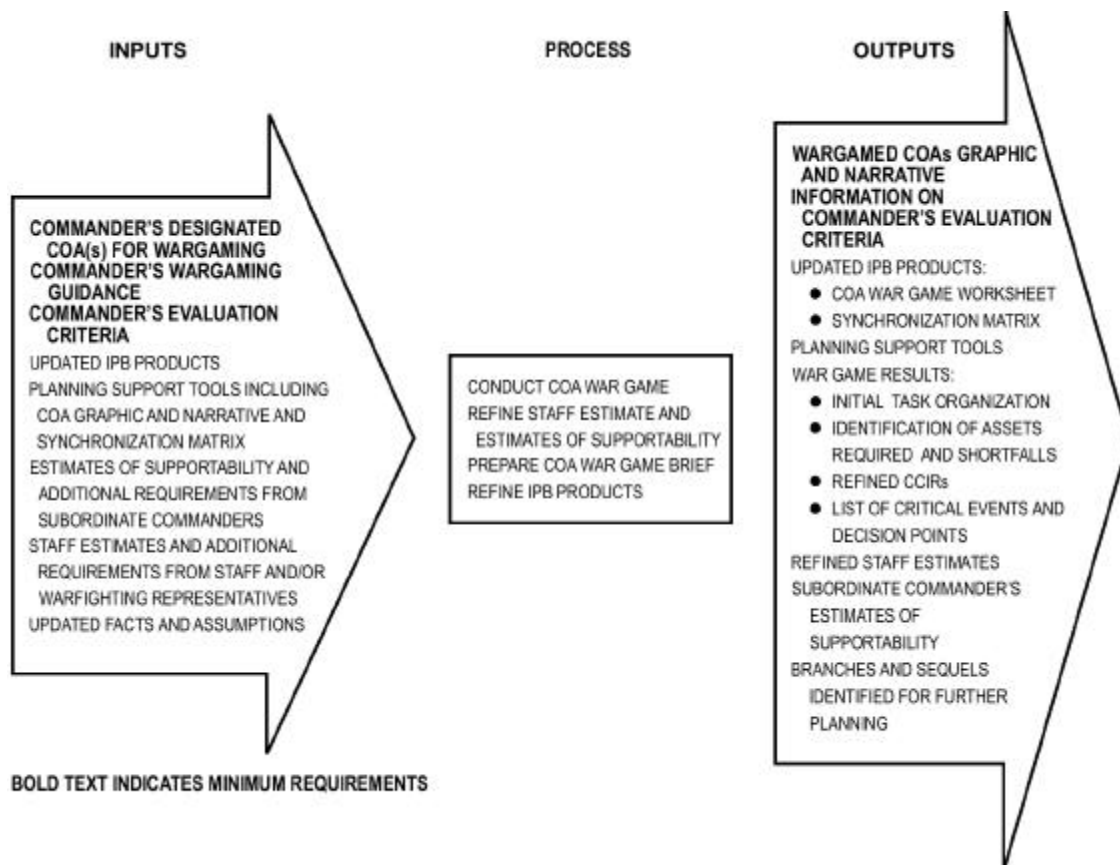 INPUTS
COMMANDER'S DESIGNATED
COA(s) FOR WARGAMING
COMMANDER'S WARGAMING
GUIDANCE
COMMANDER'S EVALUATION
CRITERIA
UPDATED IPB PRODUCTS
PLANNING SUPPORT TOOLS INCLUDING
COA GRAPHIC AND NARRATIVE AND
SYNCHRONIZATION MATRIX
ESTIMATES OF SUPPORTABILITY AND
ADDITIONAL REQUIREMENTS FROM
SUBORDINATE COMMANDERS
STAFF ESTIMATES AND ADDITIONAL
REQUIREMENTS FROM STAFF AND/OR
WARFIGHTING REPRESENTATIVES
UPDATED FACTS AND ASSUMPTIONS
PROCESS
CONDUCT COA WAR GAME
REFINE STAFF ESTIMATE AND
ESTIMATES OF SUPPORTABILITY
PREPARE COA WAR GAME BRIEF
REFINE IPB PRODUCTS
OUTPUTS
WARGAMED COAs GRAPHIC
AND NARRATIVE
INFORMATION ON
COMMANDER'S EVALUATION
CRITERIA
UPDATED IPB PRODUCTS:
● COA WAR GAME WORKSHEET
● SYNCHRONIZATION MATRIX
PLANNING SUPPORT TOOLS
WAR GAME RESULTS:
● INITIAL TASK ORGANIZATION
● IDENTIFICATION OF ASSETS
REQUIRED AND SHORTFALLS
● REFINED CCIRs
● LIST OF CRITICAL EVENTS AND
DECISION POINTS
REFINED STAFF ESTIMATES
SUBORDINATE COMMANDER'S
ESTIMATES OF
SUPPORTABILITY
BRANCHES AND SEQUELS
IDENTIFIED FOR FURTHER
PLANNING
BOLD TEXT INDICATES MINIMUM REQUIREMENTS